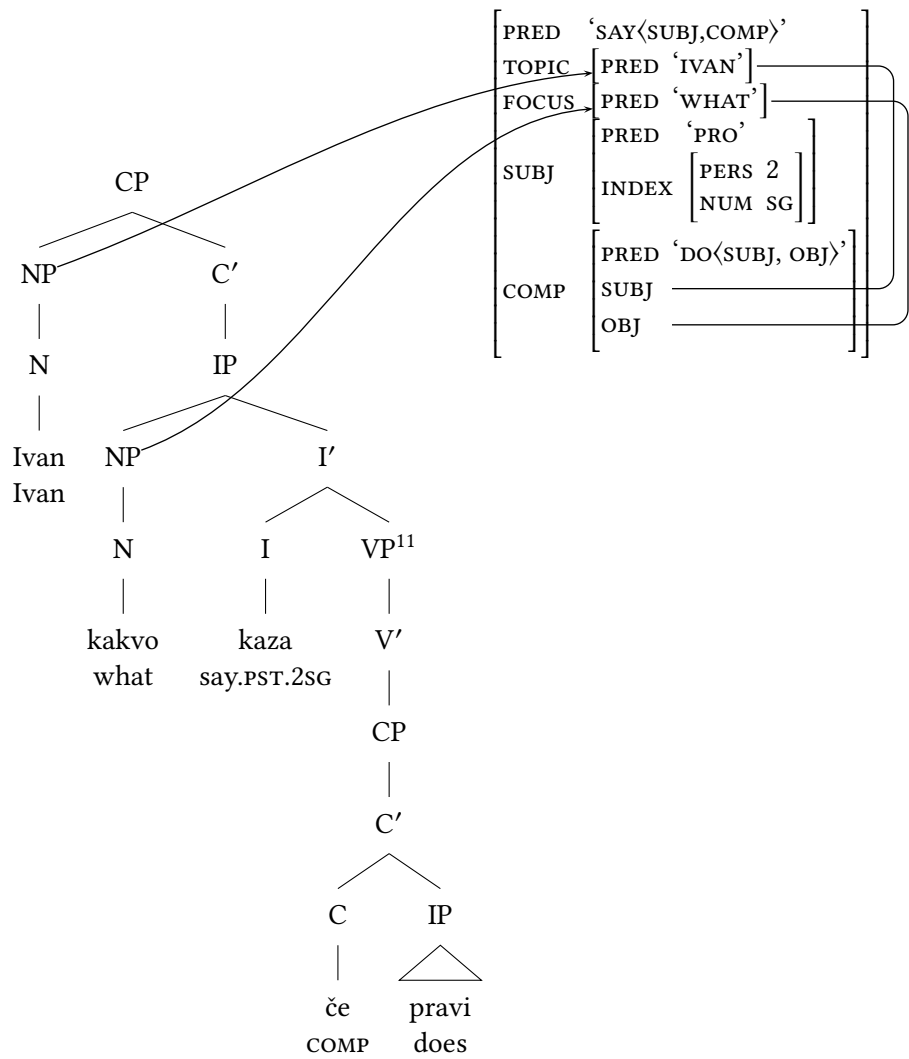 PRED ‘SAY⟨SUBJ,COMP⟩’
TOPIC [PRED ‘IVAN’]
FOCUS [PRED ‘WHAT’]
PRED ‘PRO’
SUBJ
INDEX [PERS 2
NUM SG]
PRED ‘DO⟨SUBJ, OBJ⟩’
COMP SUBJ
OBJ
CP
NP C′
N IP
Ivan NP I′
Ivan
N I VP¹¹
kakvo kaza V′
what say.PST.2SG
CP
C′
C IP
če pravi
COMP does